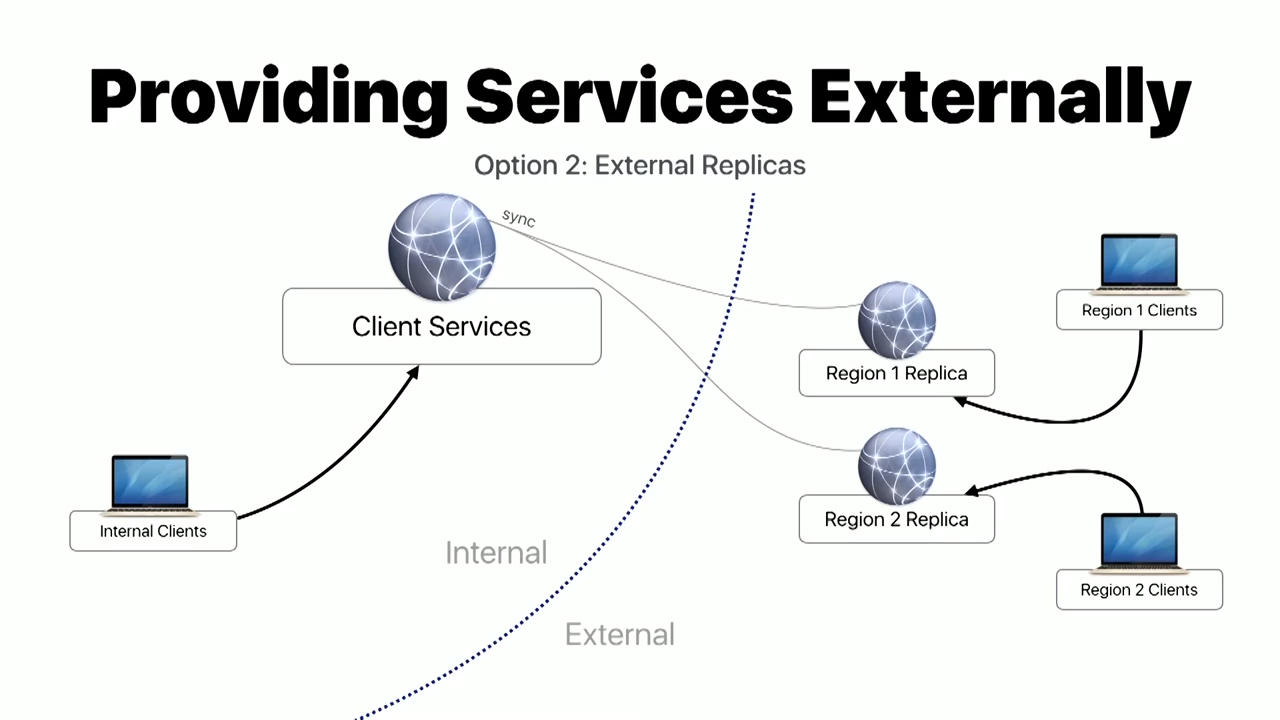 Providing Services Externally
Option 2: External Replicas
sync
Client Services
Region 1 Clients
Region 1 Replica
Region 2 Replica
Internal Clients
Internal
Region 2 Clients
External